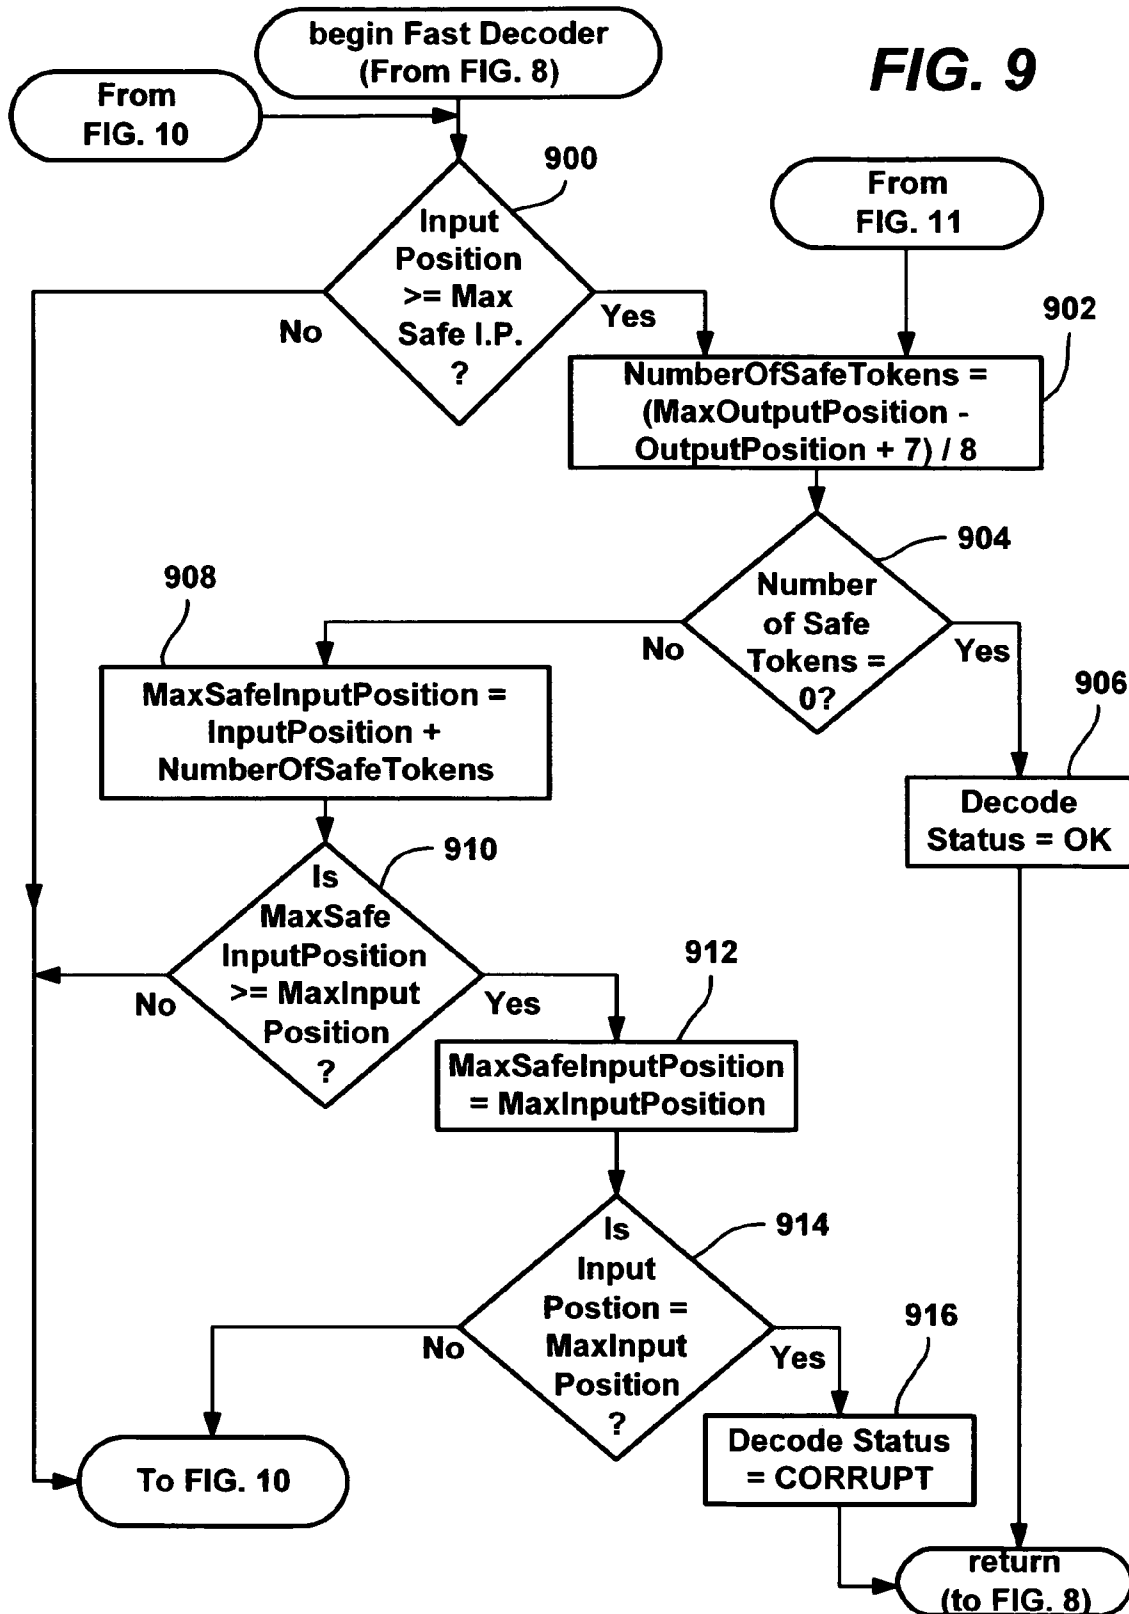 begin Fast Decoder
(From FIG. 8)
FIG. 9
From
FIG. 10
900
Input
Position
>= Max
Safe I.P.
?
No
Yes
From
FIG. 11
902
NumberOfSafeTokens =
(MaxOutputPosition -
OutputPosition + 7) / 8
904
Number
of Safe
Tokens =
0?
No
Yes
906
Decode
Status = OK
908
MaxSafeInputPosition =
InputPosition +
NumberOfSafeTokens
910
Is
MaxSafe
InputPosition
>= MaxInput
Position
?
No
Yes
912
MaxSafeInputPosition
= MaxInputPosition
914
Is
Input
Postion =
MaxInput
Position
?
No
Yes
916
Decode Status
= CORRUPT
To FIG. 10
return
(to FIG. 8)